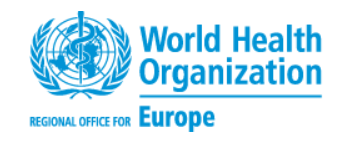 World Health
Organization
REGIONAL OFFICE FOR Europe